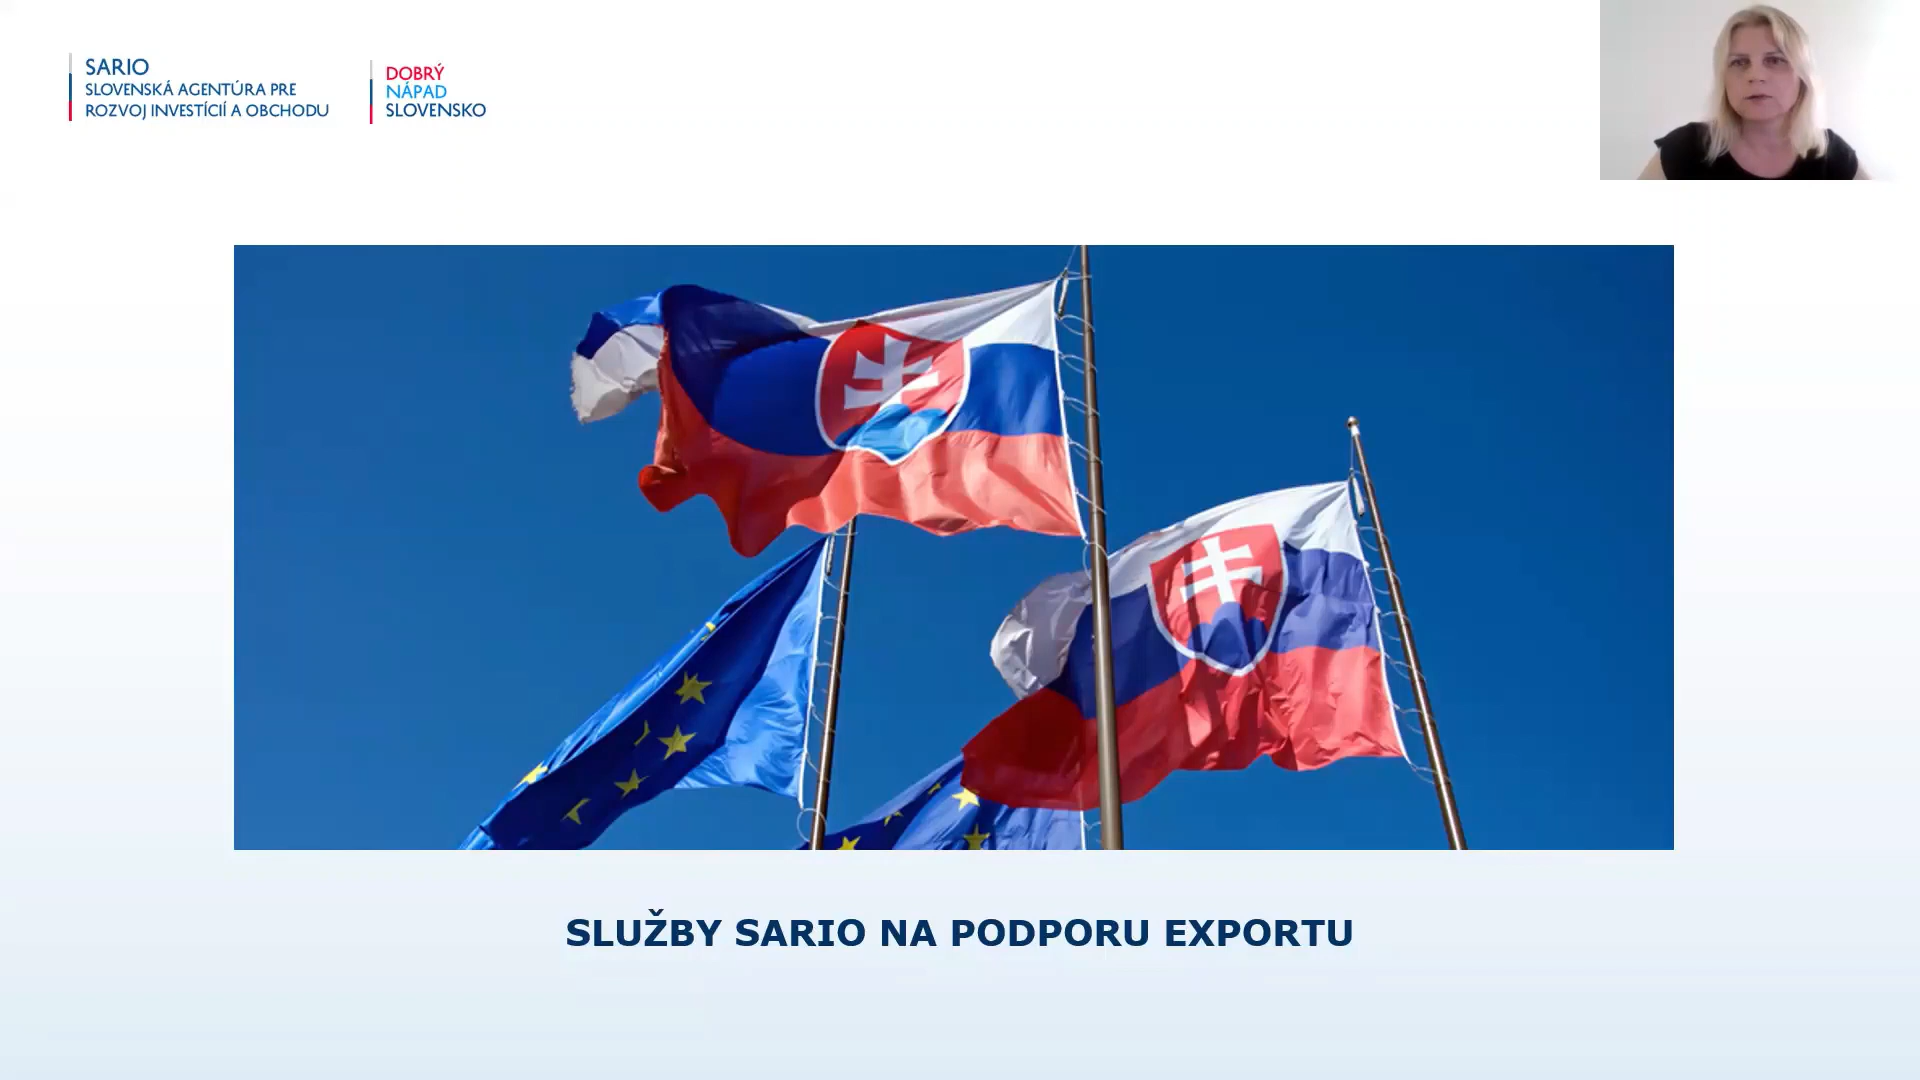 SARIO
SLOVENSKÁ AGENTÚRA PRE
ROZVOJ INVESTÍCIÍ A OBCHODU
DOBRÝ
NÁPAD
SLOVENSKO
SLUŽBY SARIO NA PODPORU EXPORTU